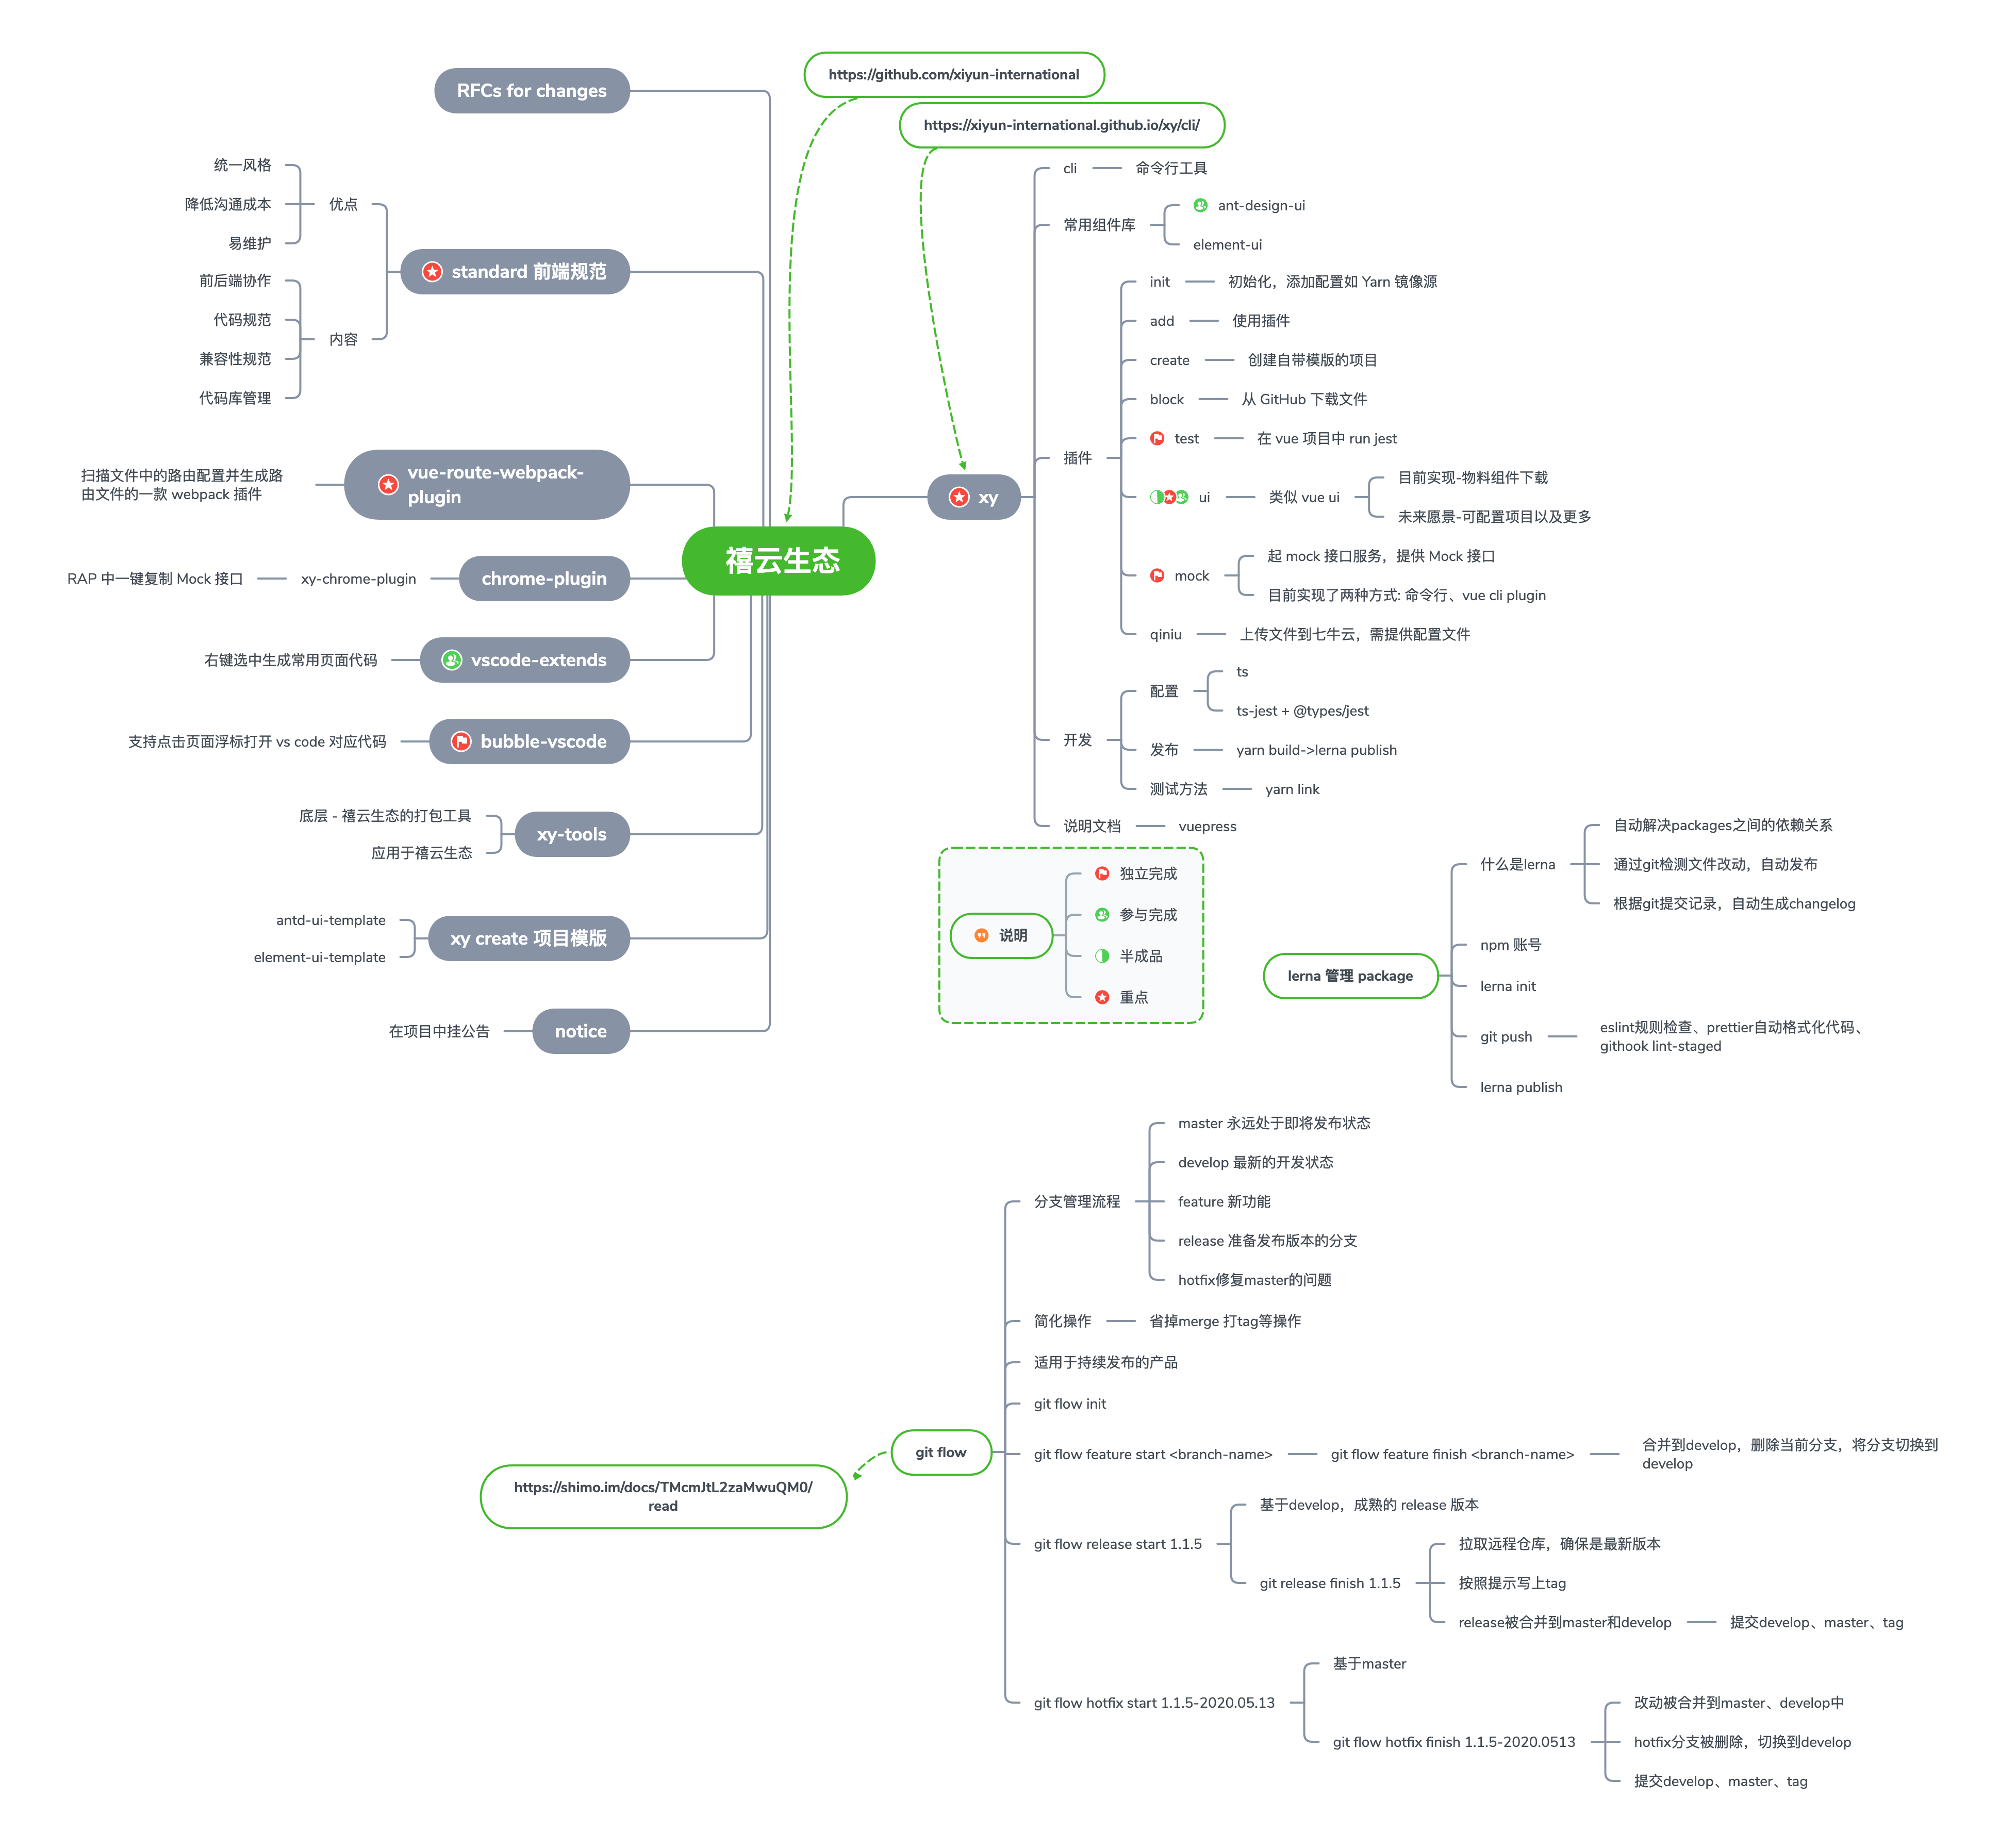 RFCs for changes
https://github.com/xiyun-international
https://xiyun-international.github.io/xy/cli/
统一风格
降低沟通成本
易维护
优点
前后端协作
代码规范
兼容性规范
代码库管理
内容
standard 前端规范
扫描文件中的路由配置并生成路
由文件的一款 webpack 插件
vue-route-webpack-
plugin
RAP 中一键复制 Mock 接口
xy-chrome-plugin
chrome-plugin
右键选中生成常用页面代码
vscode-extends
支持点击页面浮标打开 vs code 对应代码
bubble-vscode
底层 - 禧云生态的打包工具
应用于禧云生态
xy-tools
antd-ui-template
element-ui-template
xy create 项目模版
在项目中挂公告
notice
禧云生态
xy
cli
命令行工具
常用组件库
ant-design-ui
element-ui
插件
init
初始化，添加配置如 Yarn 镜像源
add
使用插件
create
创建自带模版的项目
block
从 GitHub 下载文件
test
在 vue 项目中 run jest
ui
类似 vue ui
目前实现-物料组件下载
未来愿景-可配置项目以及更多
mock
起 mock 接口服务，提供 Mock 接口
目前实现了两种方式: 命令行、vue cli plugin
qiniu
上传文件到七牛云，需提供配置文件
开发
配置
ts
ts-jest + @types/jest
发布
yarn build->lerna publish
测试方法
yarn link
说明文档
vuepress
说明
独立完成
参与完成
半成品
重点
lerna 管理 package
什么是lerna
自动解决packages之间的依赖关系
通过git检测文件改动，自动发布
根据git提交记录，自动生成changelog
npm 账号
lerna init
git push
eslint规则检查、prettier自动格式化代码、
githook lint-staged
lerna publish
git flow
https://shimo.im/docs/TMcmJtL2zaMwuQM0/
read
分支管理流程
master 永远处于即将发布状态
develop 最新的开发状态
feature 新功能
release 准备发布版本的分支
hotfix修复master的问题
简化操作
省掉merge 打tag等操作
适用于持续发布的产品
git flow init
git flow feature start <branch-name>
git flow feature finish <branch-name>
合并到develop，删除当前分支，将分支切换到
develop
git flow release start 1.1.5
基于develop，成熟的 release 版本
git release finish 1.1.5
拉取远程仓库，确保是最新版本
按照提示写上tag
release被合并到master和develop
提交develop、master、tag
git flow hotfix start 1.1.5-2020.05.13
基于master
git flow hotfix finish 1.1.5-2020.0513
改动被合并到master、develop中
hotfix分支被删除，切换到develop
提交develop、master、tag